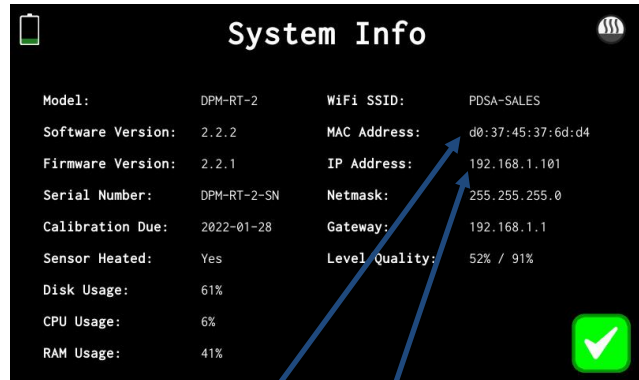 System Info
Model: DPM-RT-2 WiFi SSID: PDSA-SALES
Software Version: 2.2.2 MAC Address: d0:37:45:37:6d:d4
Firmware Version: 2.2.1 IP Address: 192.168.1.101
Serial Number: DPM-RT-2-SN Netmask: 255.255.255.0
Calibration Due: 2022-01-28 Gateway: 192.168.1.1
Sensor Heated: Yes Level Quality: 52% / 91%
Disk Usage: 61%
CPU Usage: 6%
RAM Usage: 41%